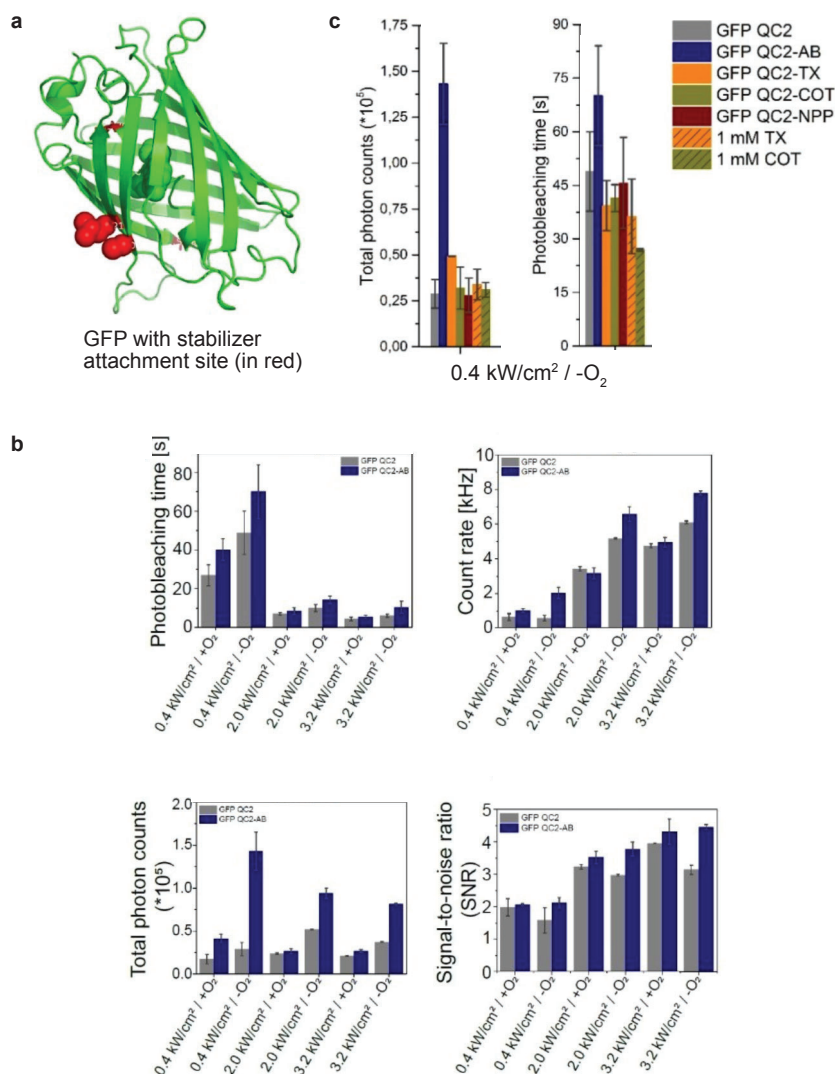 a
GFP with stabilizer
attachment site (in red)
c
Total photon counts (*10⁵)
1,75
1,50
1,25
1,00
0,75
0,50
0,25
0,00
Photobleaching time [s]
90
75
60
45
30
15
0
0.4 kW/cm² / -O₂
GFP QC2
GFP QC2-AB
GFP QC2-TX
GFP QC2-COT
GFP QC2-NPP
1 mM TX
1 mM COT
b
Photobleaching time [s]
80
60
40
20
0
GFP QC2
GFP QC2-AB
0.4 kW/cm² / +O₂
0.4 kW/cm² / -O₂
2.0 kW/cm² / +O₂
2.0 kW/cm² / -O₂
3.2 kW/cm² / +O₂
3.2 kW/cm² / -O₂
Count rate [kHz]
10
8
6
4
2
0
GFP QC2
GFP QC2-AB
0.4 kW/cm² / +O₂
0.4 kW/cm² / -O₂
2.0 kW/cm² / +O₂
2.0 kW/cm² / -O₂
3.2 kW/cm² / +O₂
3.2 kW/cm² / -O₂
Total photon counts
(*10⁵)
2.0
1.5
1.0
0.5
0.0
GFP QC2
GFP QC2-AB
0.4 kW/cm² / +O₂
0.4 kW/cm² / -O₂
2.0 kW/cm² / +O₂
2.0 kW/cm² / -O₂
3.2 kW/cm² / +O₂
3.2 kW/cm² / -O₂
Signal-to-noise ratio
(SNR)
5
4
3
2
1
0
GFP QC2
GFP QC2-AB
0.4 kW/cm² / +O₂
0.4 kW/cm² / -O₂
2.0 kW/cm² / +O₂
2.0 kW/cm² / -O₂
3.2 kW/cm² / +O₂
3.2 kW/cm² / -O₂